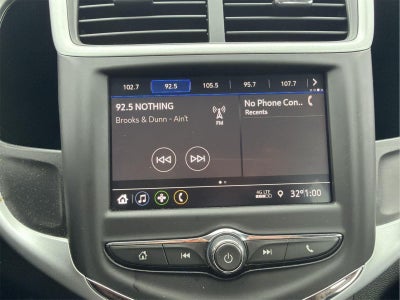 102.7 92.5 105.5 95.7 107.7
92.5 NOTHING
Brooks & Dunn - Ain't
FM
No Phone Con...
Recents
4G LTE
32° 1:00